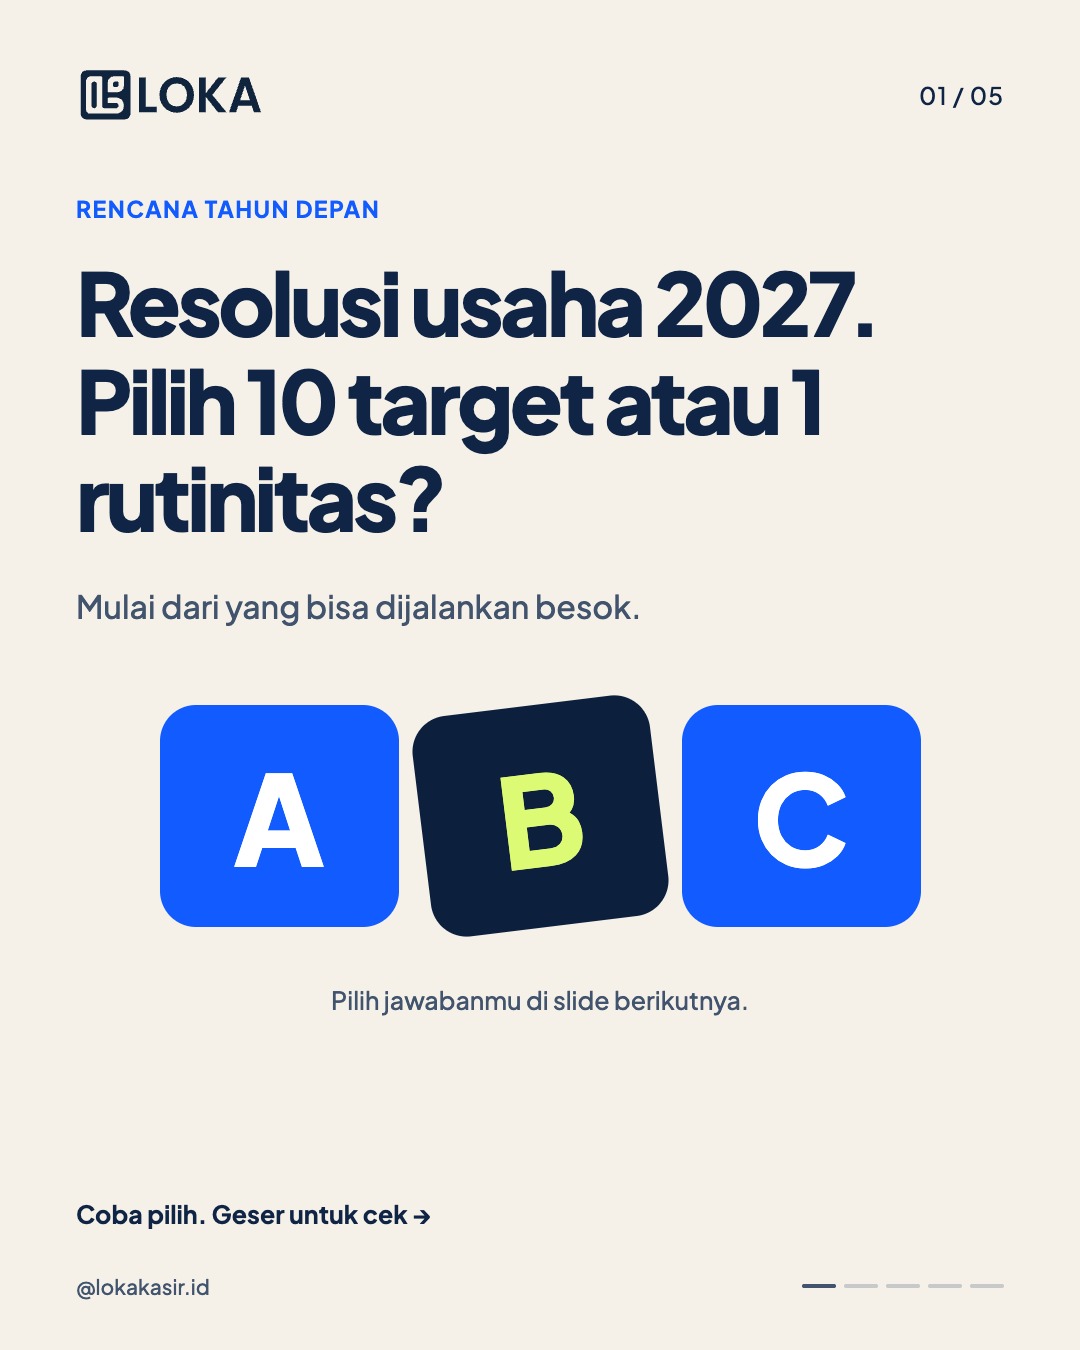 LOKA
01 / 05
RENCANA TAHUN DEPAN
Resolusi usaha 2027.
Pilih 10 target atau 1
rutinitas?
Mulai dari yang bisa dijalankan besok.
A
B
C
Pilih jawabanmu di slide berikutnya.
Coba pilih. Geser untuk cek →
@lokakasir.id